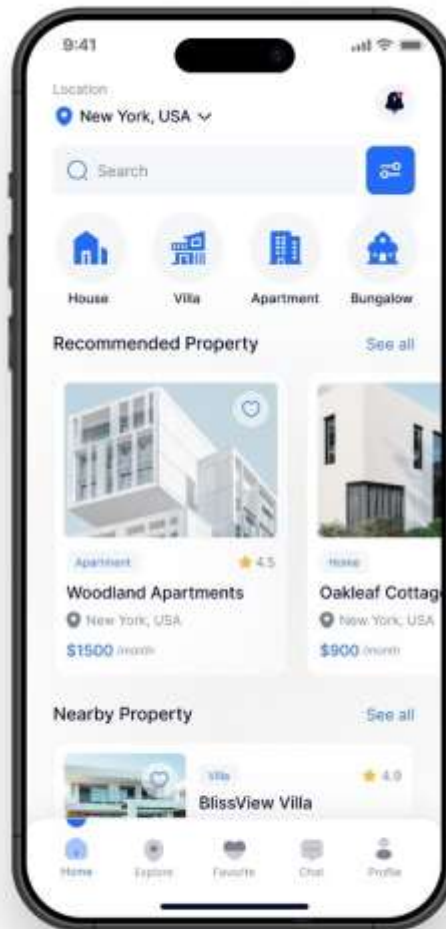 9:41
Location
New York, USA
Search
House Villa Apartment Bungalow
Recommended Property See all
Apartment 4.5
Woodland Apartments
New York, USA
$1500 /month
Home
Oakleaf Cottag
New York, USA
$900 /month
Nearby Property See all
Villa 4.9
BlissView Villa
Home Explore Favorite Chat Profile